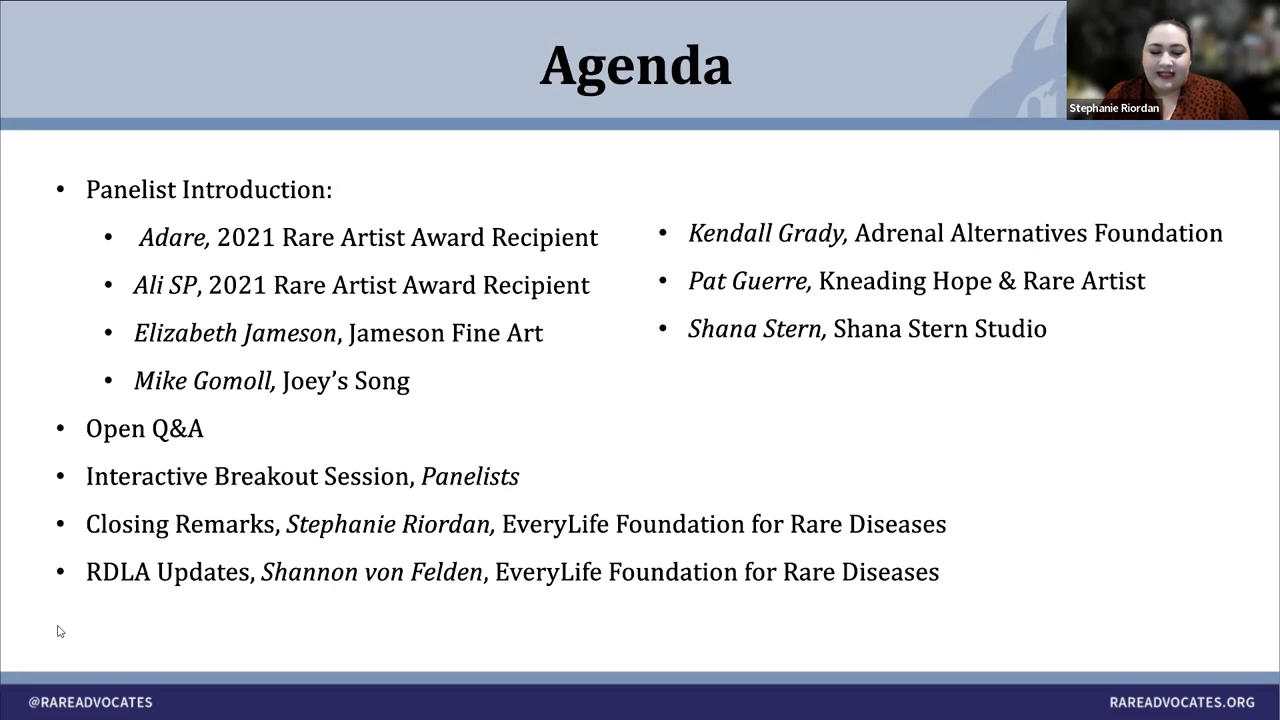 Agenda
Stephanie Riordan
• Panelist Introduction:
• Adare, 2021 Rare Artist Award Recipient
• Ali SP, 2021 Rare Artist Award Recipient
• Elizabeth Jameson, Jameson Fine Art
• Mike Gomoll, Joey’s Song
• Kendall Grady, Adrenal Alternatives Foundation
• Pat Guerre, Kneading Hope & Rare Artist
• Shana Stern, Shana Stern Studio
• Open Q&A
• Interactive Breakout Session, Panelists
• Closing Remarks, Stephanie Riordan, EveryLife Foundation for Rare Diseases
• RDLA Updates, Shannon von Felden, EveryLife Foundation for Rare Diseases
@RAREADVOCATES
RAREADVOCATES.ORG